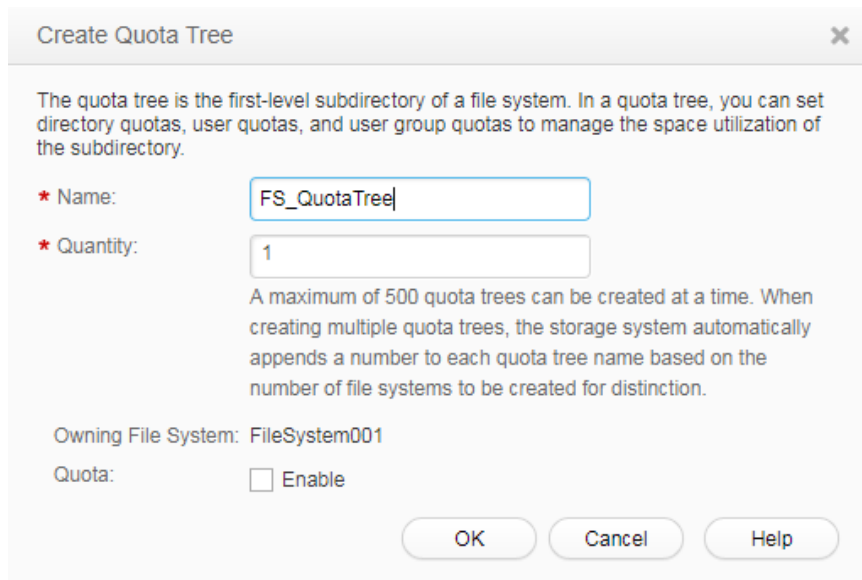 Create Quota Tree
The quota tree is the first-level subdirectory of a file system. In a quota tree, you can set
directory quotas, user quotas, and user group quotas to manage the space utilization of
the subdirectory.
* Name: FS_QuotaTree
* Quantity: 1
A maximum of 500 quota trees can be created at a time. When
creating multiple quota trees, the storage system automatically
appends a number to each quota tree name based on the
number of file systems to be created for distinction.
Owning File System: FileSystem001
Quota: Enable
OK Cancel Help